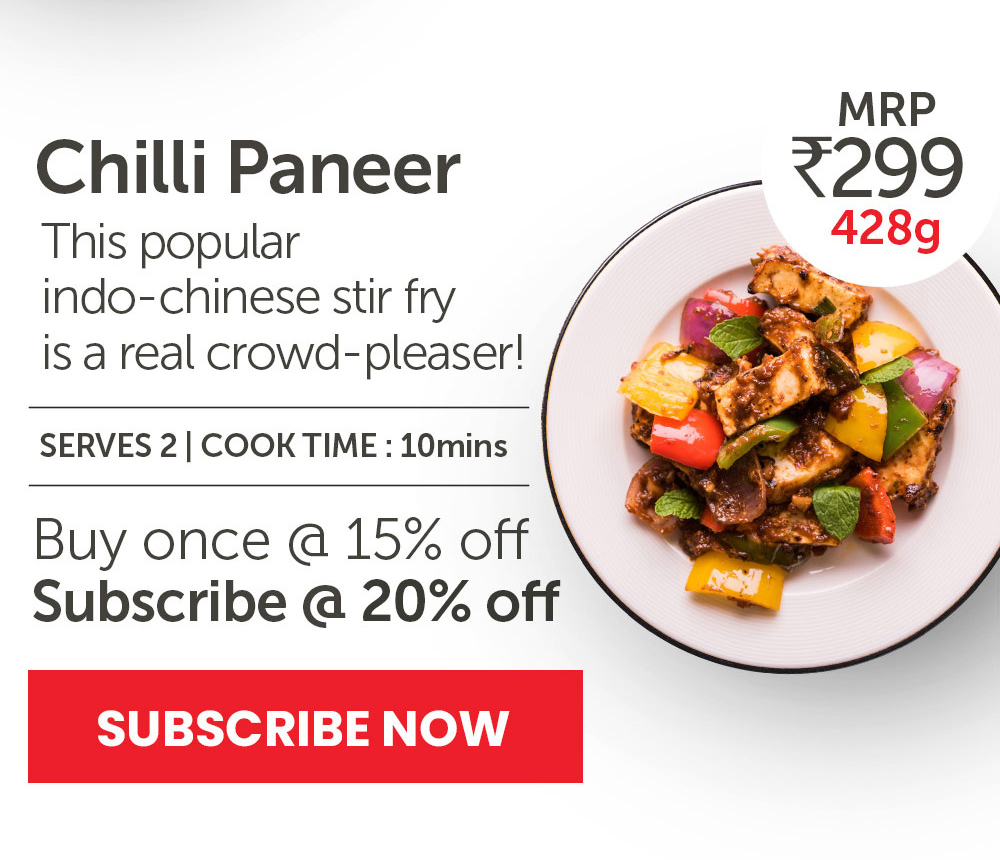 MRP
₹299
428g
Chilli Paneer
This popular
indo-chinese stir fry
is a real crowd-pleaser!
SERVES 2 | COOK TIME : 10mins
Buy once @ 15% off
Subscribe @ 20% off
SUBSCRIBE NOW